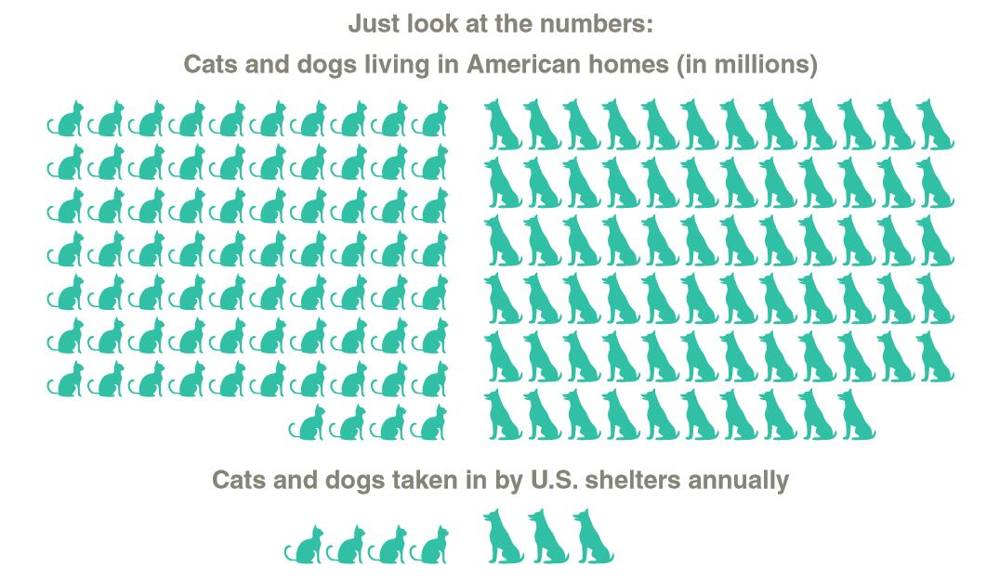 Just look at the numbers:
Cats and dogs living in American homes (in millions)
Cats and dogs taken in by U.S. shelters annually